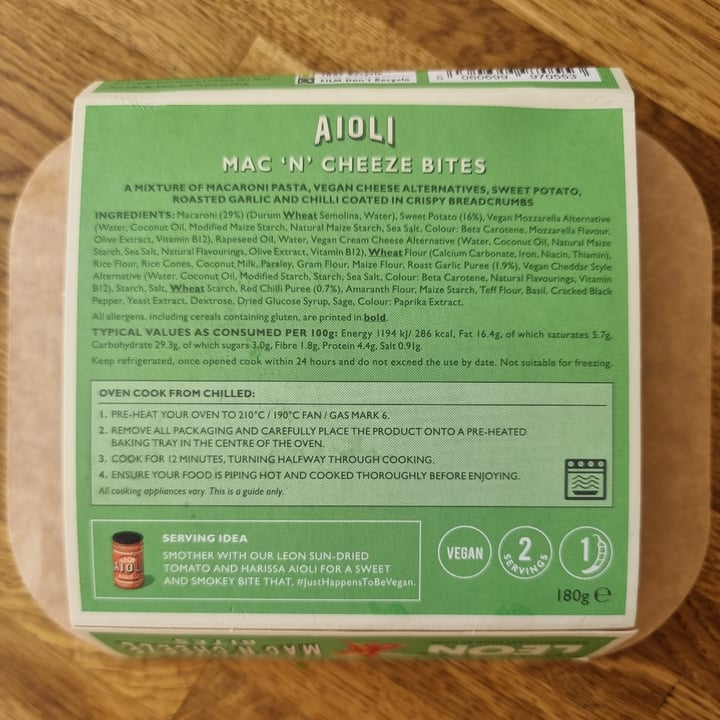 FILM Don't Recycle
5 060699 970553
AIOLI
MAC 'N' CHEEZE BITES
A MIXTURE OF MACARONI PASTA, VEGAN CHEESE ALTERNATIVES, SWEET POTATO,
ROASTED GARLIC AND CHILLI COATED IN CRISPY BREADCRUMBS
INGREDIENTS: Macaroni (29%) (Durum Wheat Semolina, Water), Sweet Potato (16%), Vegan Mozzarella Alternative
(Water, Coconut Oil, Modified Maize Starch, Natural Maize Starch, Sea Salt, Colour: Beta Carotene, Mozzarella Flavour,
Olive Extract, Vitamin B12), Rapeseed Oil, Water, Vegan Cream Cheese Alternative (Water, Coconut Oil, Natural Maize
Starch, Sea Salt, Natural Flavourings, Olive Extract, Vitamin B12), Wheat Flour (Calcium Carbonate, Iron, Niacin, Thiamin),
Rice Flour, Rice Cones, Coconut Milk, Parsley, Gram Flour, Maize Flour, Roast Garlic Puree (1.9%), Vegan Cheddar Style
Alternative (Water, Coconut Oil, Modified Starch, Starch, Sea Salt, Colour: Beta Carotene, Natural Flavourings, Vitamin
B12), Starch, Salt, Wheat Starch, Red Chilli Puree (0.7%), Amaranth Flour, Maize Starch, Teff Flour, Basil, Cracked Black
Pepper, Yeast Extract, Dextrose, Dried Glucose Syrup, Sage, Colour: Paprika Extract.
All allergens, including cereals containing gluten, are printed in bold.
TYPICAL VALUES AS CONSUMED PER 100g: Energy 1194 kJ/ 286 kcal, Fat 16.4g, of which saturates 5.7g,
Carbohydrate 29.3g, of which sugars 3.0g, Fibre 1.8g, Protein 4.4g, Salt 0.91g.
Keep refrigerated, once opened cook within 24 hours and do not exceed the use by date. Not suitable for freezing.
OVEN COOK FROM CHILLED:
1. PRE-HEAT YOUR OVEN TO 210°C / 190°C FAN / GAS MARK 6.
2. REMOVE ALL PACKAGING AND CAREFULLY PLACE THE PRODUCT ONTO A PRE-HEATED
BAKING TRAY IN THE CENTRE OF THE OVEN.
3. COOK FOR 12 MINUTES, TURNING HALFWAY THROUGH COOKING.
4. ENSURE YOUR FOOD IS PIPING HOT AND COOKED THOROUGHLY BEFORE ENJOYING.
All cooking appliances vary. This is a guide only.
SERVING IDEA
SMOTHER WITH OUR LEON SUN-DRIED
TOMATO AND HARISSA AIOLI FOR A SWEET
AND SMOKEY BITE THAT, #JustHappensToBeVegan.
LEON
AIOLI
VEGAN
2
SERVINGS
1
180g ℮
LEON
MAC 'N' CHEEZE
BITES